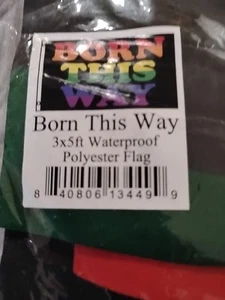 BORN
THIS
WAY
Born This Way
3x5ft Waterproof
Polyester Flag
8 40806 13449 9